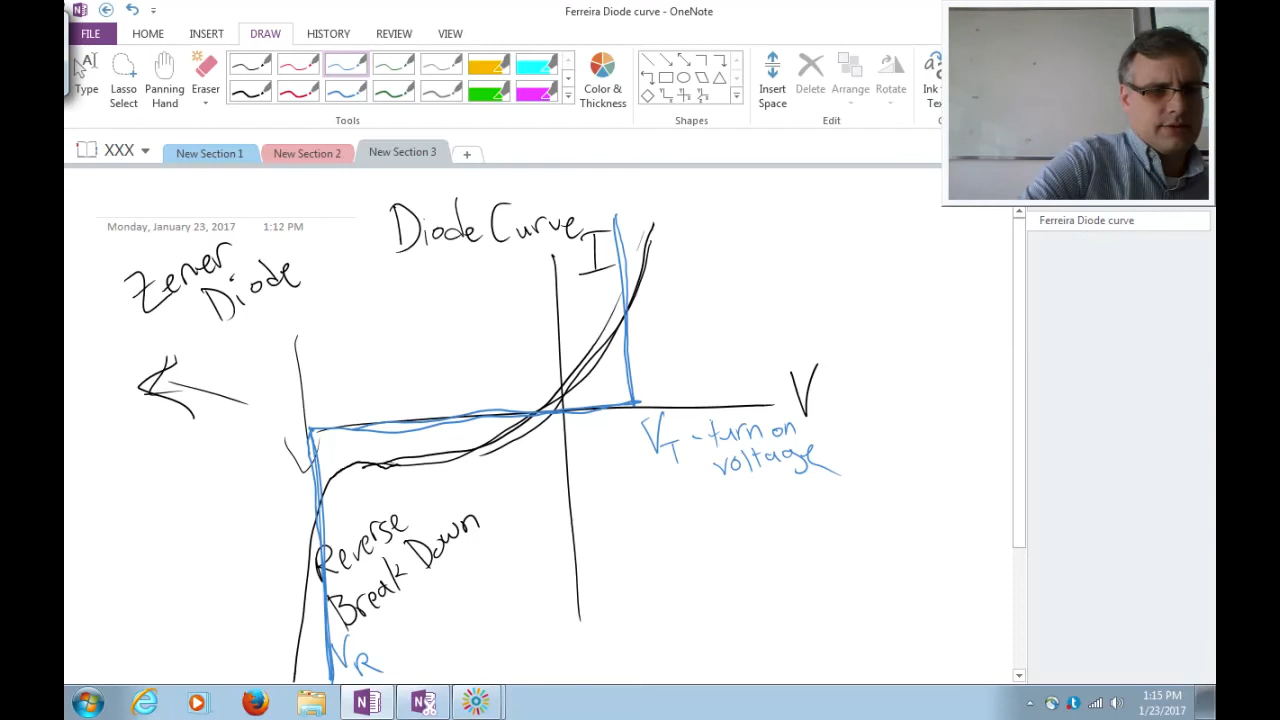 Ferreira Diode curve - OneNote
FILE HOME INSERT DRAW HISTORY REVIEW VIEW
Type
Lasso Select
Panning Hand
Eraser
Color & Thickness
Insert Space
Delete
Arrange
Rotate
Ink to
Tools
Shapes
Edit
XXX
New Section 1
New Section 2
New Section 3
Monday, January 23, 2017 1:12 PM
Ferreira Diode curve
Diode Curve
Zener
Diode
I
V
VT - turn on
voltage
Reverse
Break Down
VR
1:15 PM
1/23/2017